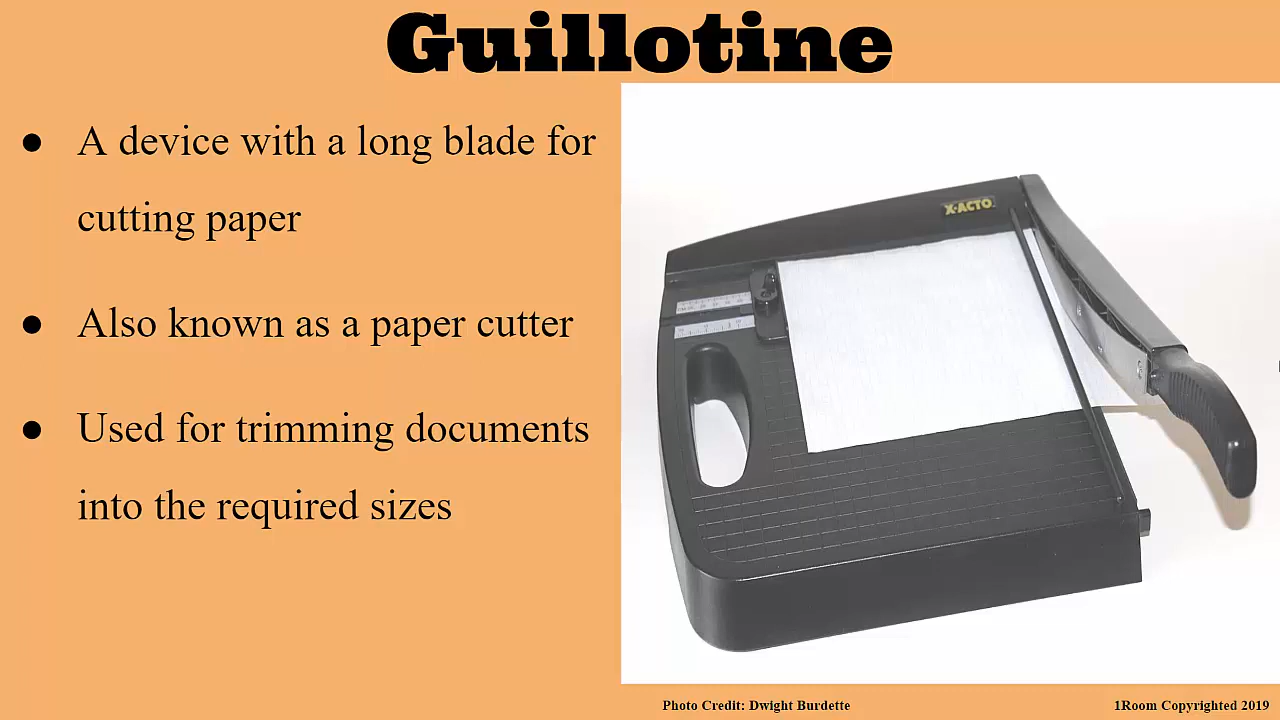 Guillotine
● A device with a long blade for
cutting paper
● Also known as a paper cutter
● Used for trimming documents
into the required sizes
X-ACTO
Photo Credit: Dwight Burdette
1Room Copyrighted 2019